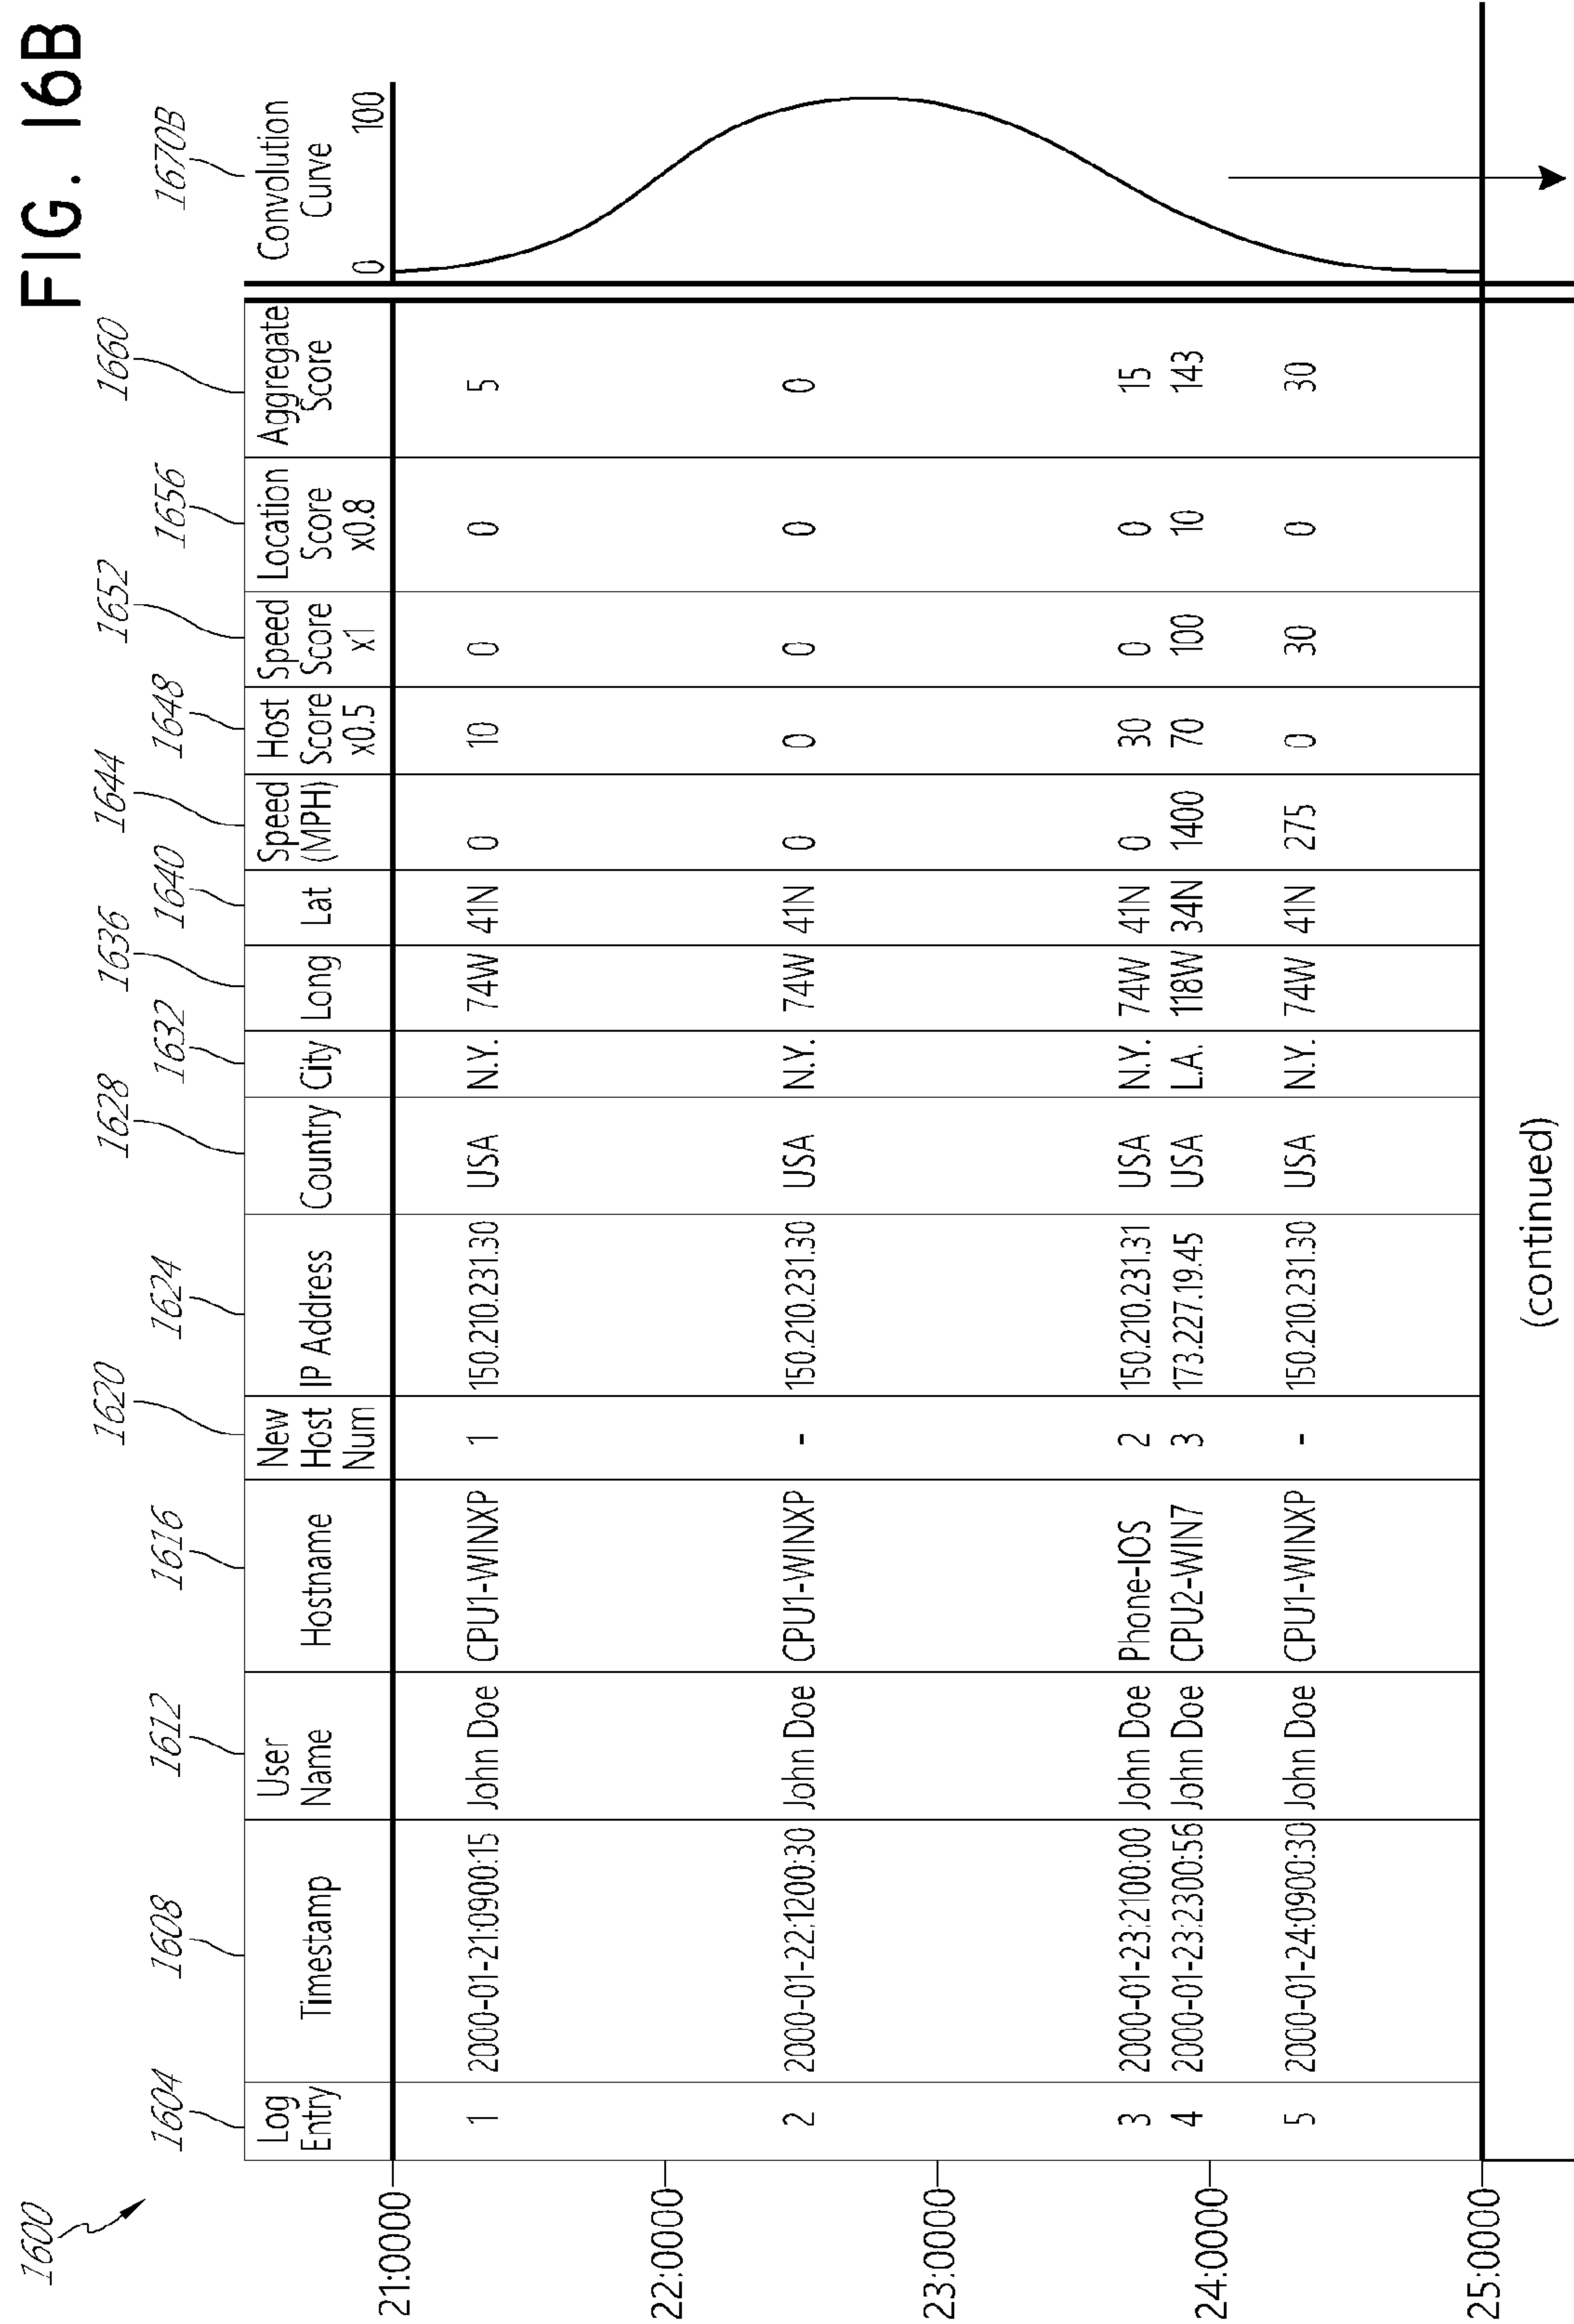 FIG. 16B
1600
1604
1608
1612
1616
1620
1624
1628
1632
1636
1640
1644
1648
1652
1656
1660
1670B
Log Entry | Timestamp | User Name | Hostname | New Host Num | IP Address | Country | City | Long | Lat | Speed (MPH) | Host Score x0.5 | Speed Score x1 | Location Score x0.8 | Aggregate Score | Convolution Curve
0 100
21:0000
1 2000-01-21:0900:15 John Doe CPU1-WINXP 1 150.210.231.30 USA N.Y. 74W 41N 0 10 0 0 5
22:0000
2 2000-01-22:1200:30 John Doe CPU1-WINXP - 150.210.231.30 USA N.Y. 74W 41N 0 0 0 0 0
23:0000
3 2000-01-23:2100:00 John Doe Phone-IOS 2 150.210.231.31 USA N.Y. 74W 41N 0 30 0 0 15
4 2000-01-23:2300:56 John Doe CPU2-WIN7 3 173.227.19.45 USA L.A. 118W 34N 1400 70 100 10 143
24:0000
5 2000-01-24:0900:30 John Doe CPU1-WINXP - 150.210.231.30 USA N.Y. 74W 41N 275 0 30 0 30
25:0000
(continued)